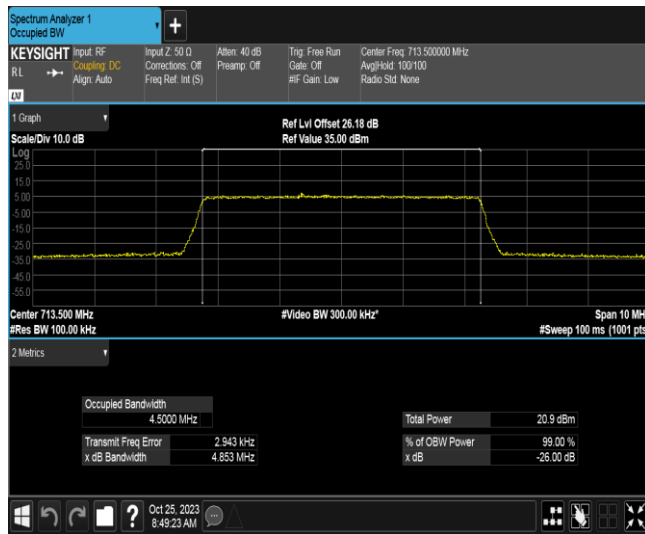 Spectrum Analyzer 1
Occupied BW
+
KEYSIGHT Input: RF Input Z: 50 Ω Atten: 40 dB Trig: Free Run Center Freq: 713.500000 MHz
RL Coupling: DC Corrections: Off Preamp: Off Gate: Off Avg|Hold: 100/100
Align: Auto Freq Ref: Int (S) #IF Gain: Low Radio Std: None
LXI
1 Graph
Ref Lvl Offset 26.18 dB
Scale/Div 10.0 dB Ref Value 35.00 dBm
Log
25.0
15.0
5.00
-5.00
-15.0
-25.0
-35.0
-45.0
-55.0
Center 713.500 MHz #Video BW 300.00 kHz* Span 10 MH
#Res BW 100.00 kHz #Sweep 100 ms (1001 pts
2 Metrics
Occupied Bandwidth
4.5000 MHz Total Power 20.9 dBm
Transmit Freq Error 2.943 kHz % of OBW Power 99.00 %
x dB Bandwidth 4.853 MHz x dB -26.00 dB
? Oct 25, 2023
8:49:23 AM